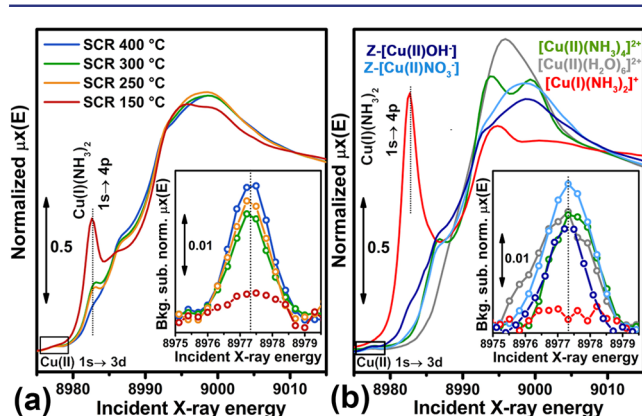 SCR 400 °C
SCR 300 °C
SCR 250 °C
SCR 150 °C
Cu(I)(NH₃)₂
1s→ 4p
Normalized μx(E)
0.5
Bkg. sub. norm. μx(E)
0.01
8975 8976 8977 8978 8979
Incident X-ray energy
Cu(II) 1s→ 3d
(a)
8980 8990 9000 9010
Incident X-ray energy
Z-[Cu(II)OH⁻]
Z-[Cu(II)NO₃⁻]
[Cu(II)(NH₃)₄]²⁺
[Cu(II)(H₂O)₆]²⁺
[Cu(I)(NH₃)₂]⁺
Cu(I)(NH₃)₂
1s→ 4p
Normalized μx(E)
0.5
Bkg. sub. norm. μx(E)
0.01
8975 8976 8977 8978 8979
Incident X-ray energy
Cu(II) 1s→ 3d
(b)
8980 8990 9000 9010
Incident X-ray energy